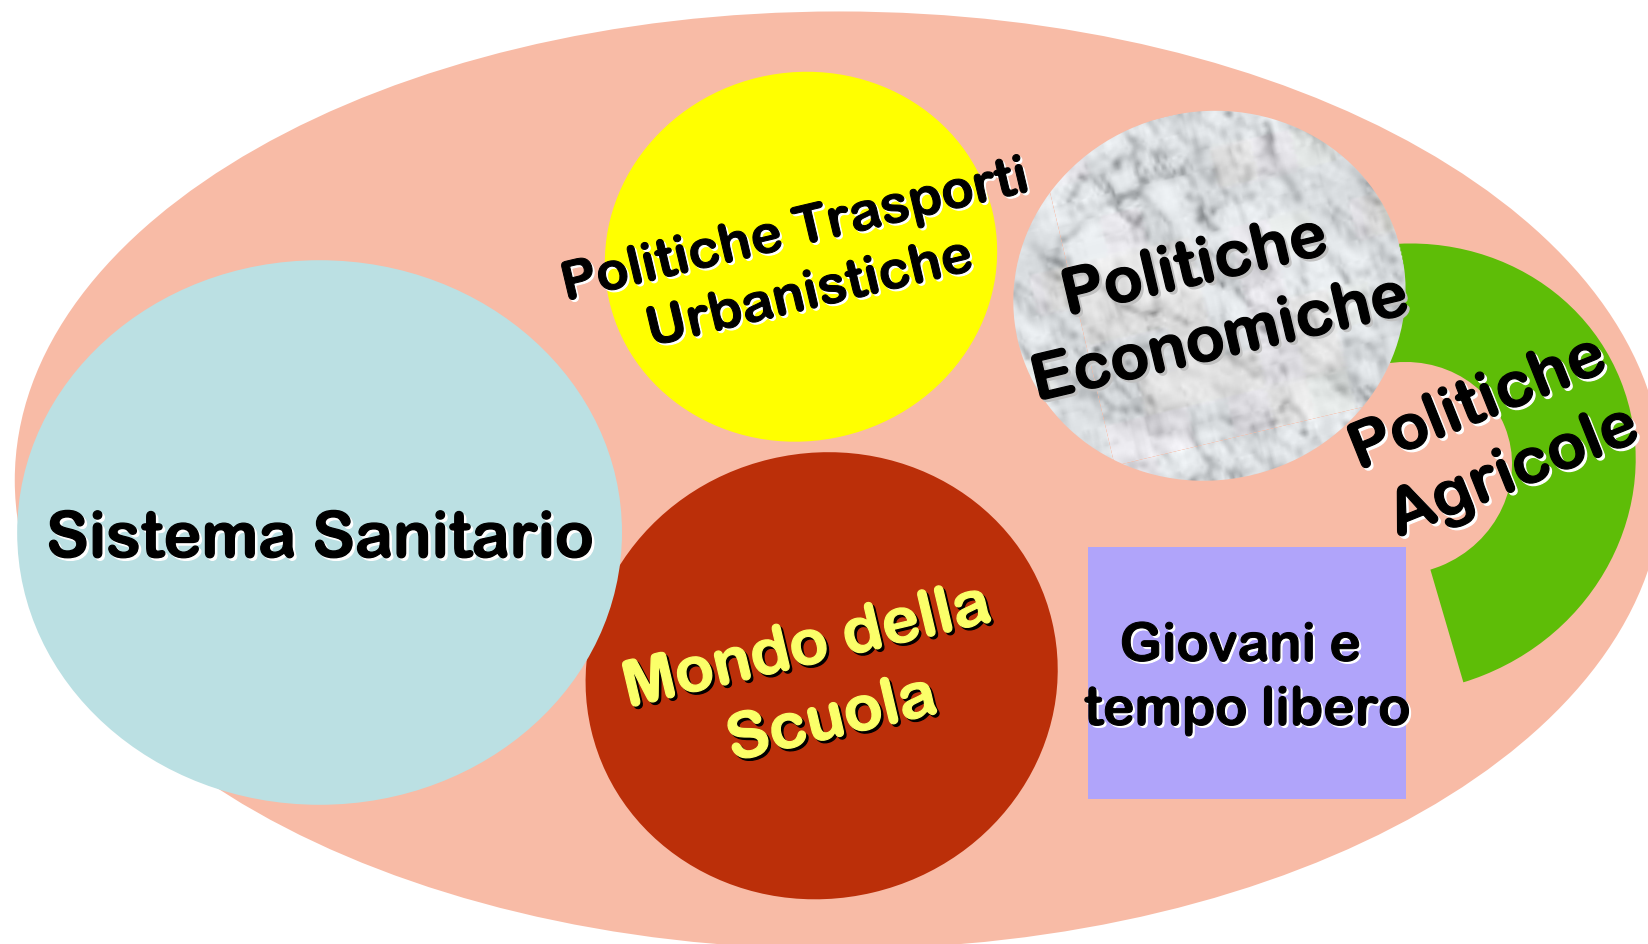 Politiche Trasporti
Urbanistiche
Politiche
Economiche
Politiche
Agricole
Sistema Sanitario
Mondo della
Scuola
Giovani e
tempo libero